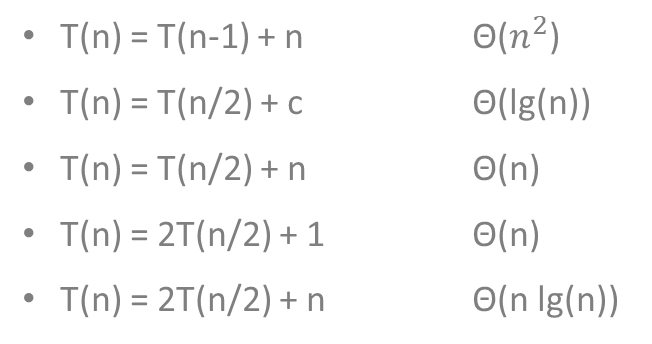 • T(n) = T(n-1) + n Θ(n²)
• T(n) = T(n/2) + c Θ(lg(n))
• T(n) = T(n/2) + n Θ(n)
• T(n) = 2T(n/2) + 1 Θ(n)
• T(n) = 2T(n/2) + n Θ(n lg(n))